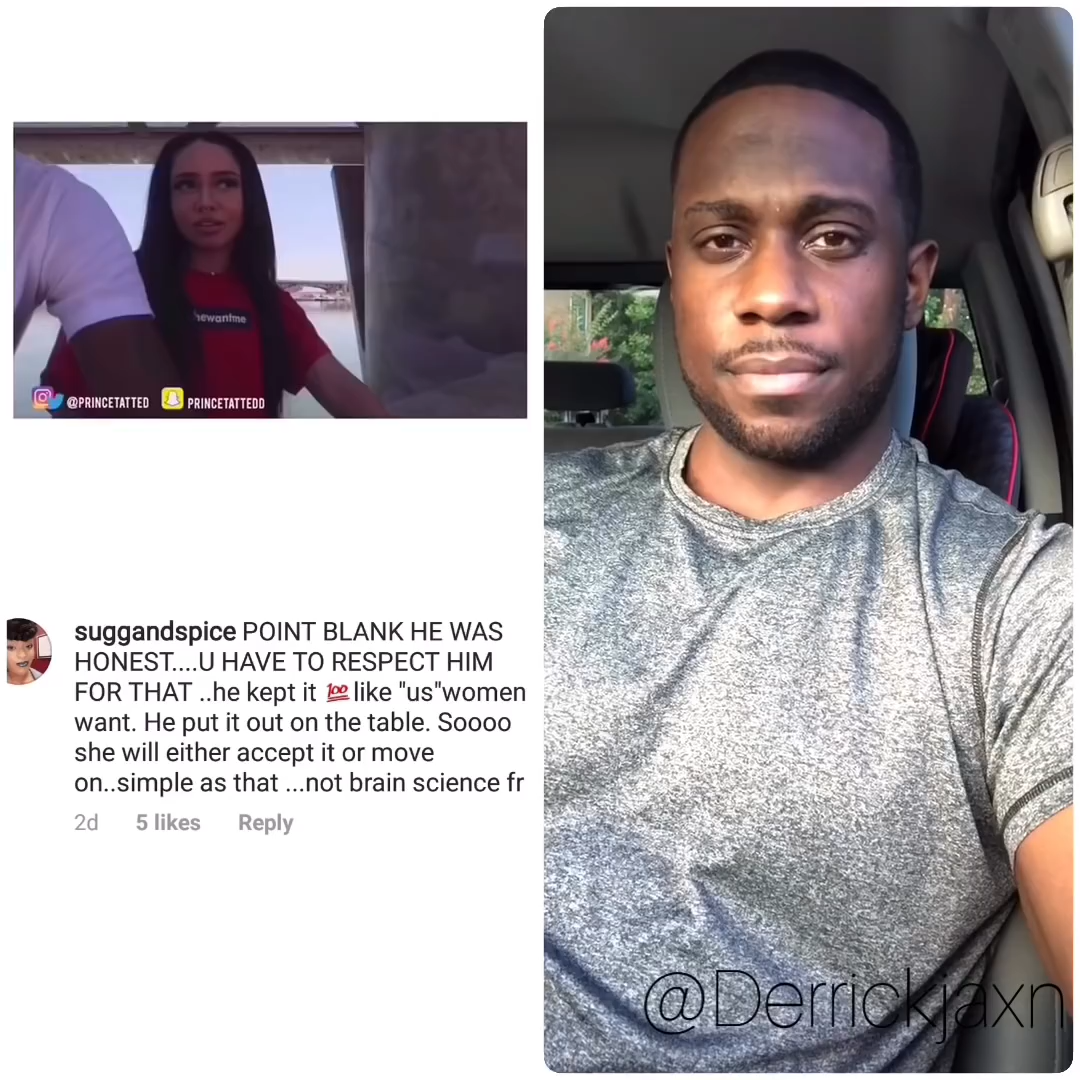 hewantme
@PRINCETATTED PRINCETATTEDD
suggandspice POINT BLANK HE WAS
HONEST....U HAVE TO RESPECT HIM
FOR THAT ..he kept it 💯 like "us"women
want. He put it out on the table. Soooo
she will either accept it or move
on..simple as that ...not brain science fr
2d 5 likes Reply
@Derrickjaxn